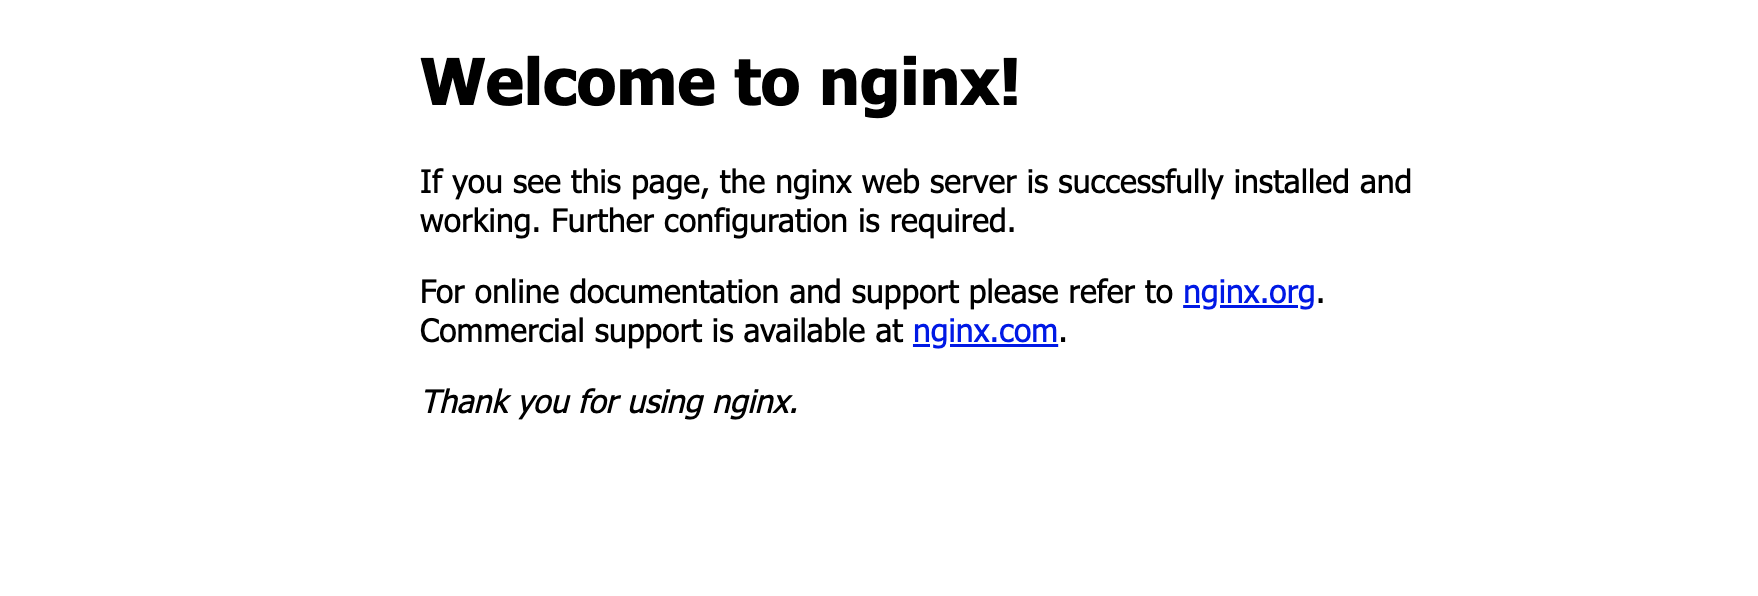 Welcome to nginx!
If you see this page, the nginx web server is successfully installed and
working. Further configuration is required.
For online documentation and support please refer to nginx.org.
Commercial support is available at nginx.com.
Thank you for using nginx.